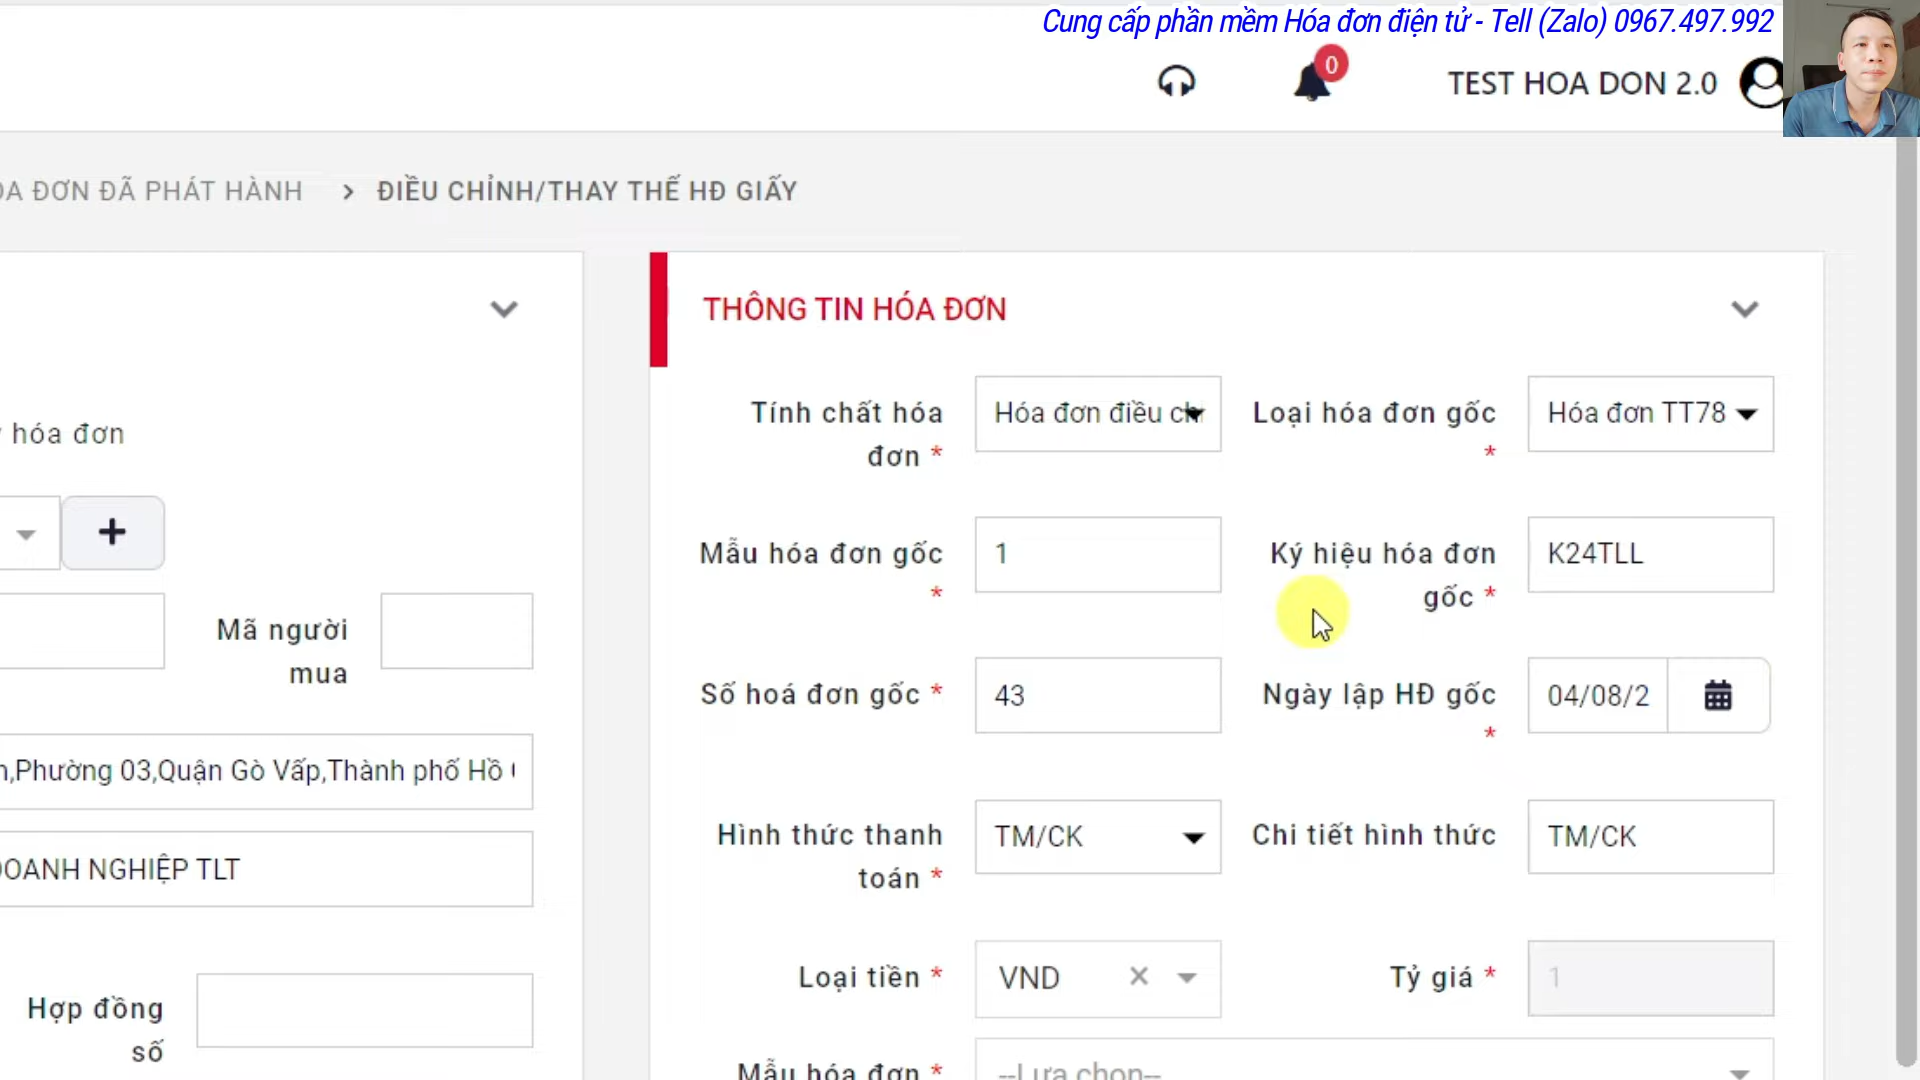 Cung cấp phần mềm Hóa đơn điện tử - Tell (Zalo) 0967.497.992
0
TEST HOA DON 2.0
ĐƠN ĐÃ PHÁT HÀNH > ĐIỀU CHỈNH/THAY THẾ HĐ GIẤY
THÔNG TIN HÓA ĐƠN
hóa đơn
Tính chất hóa
đơn *
Hóa đơn điều
Loại hóa đơn gốc
*
Hóa đơn TT78
Mẫu hóa đơn gốc
*
1
Ký hiệu hóa đơn
gốc *
K24TLL
Mã người
mua
Số hoá đơn gốc *
43
Ngày lập HĐ gốc
*
04/08/2
,Phường 03,Quận Gò Vấp,Thành phố Hồ
Hình thức thanh
toán *
TM/CK
Chi tiết hình thức
TM/CK
DOANH NGHIỆP TLT
Loại tiền *
VND
Tỷ giá *
1
Hợp đồng
số
Mẫu hóa đơn *
--Lựa chọn--